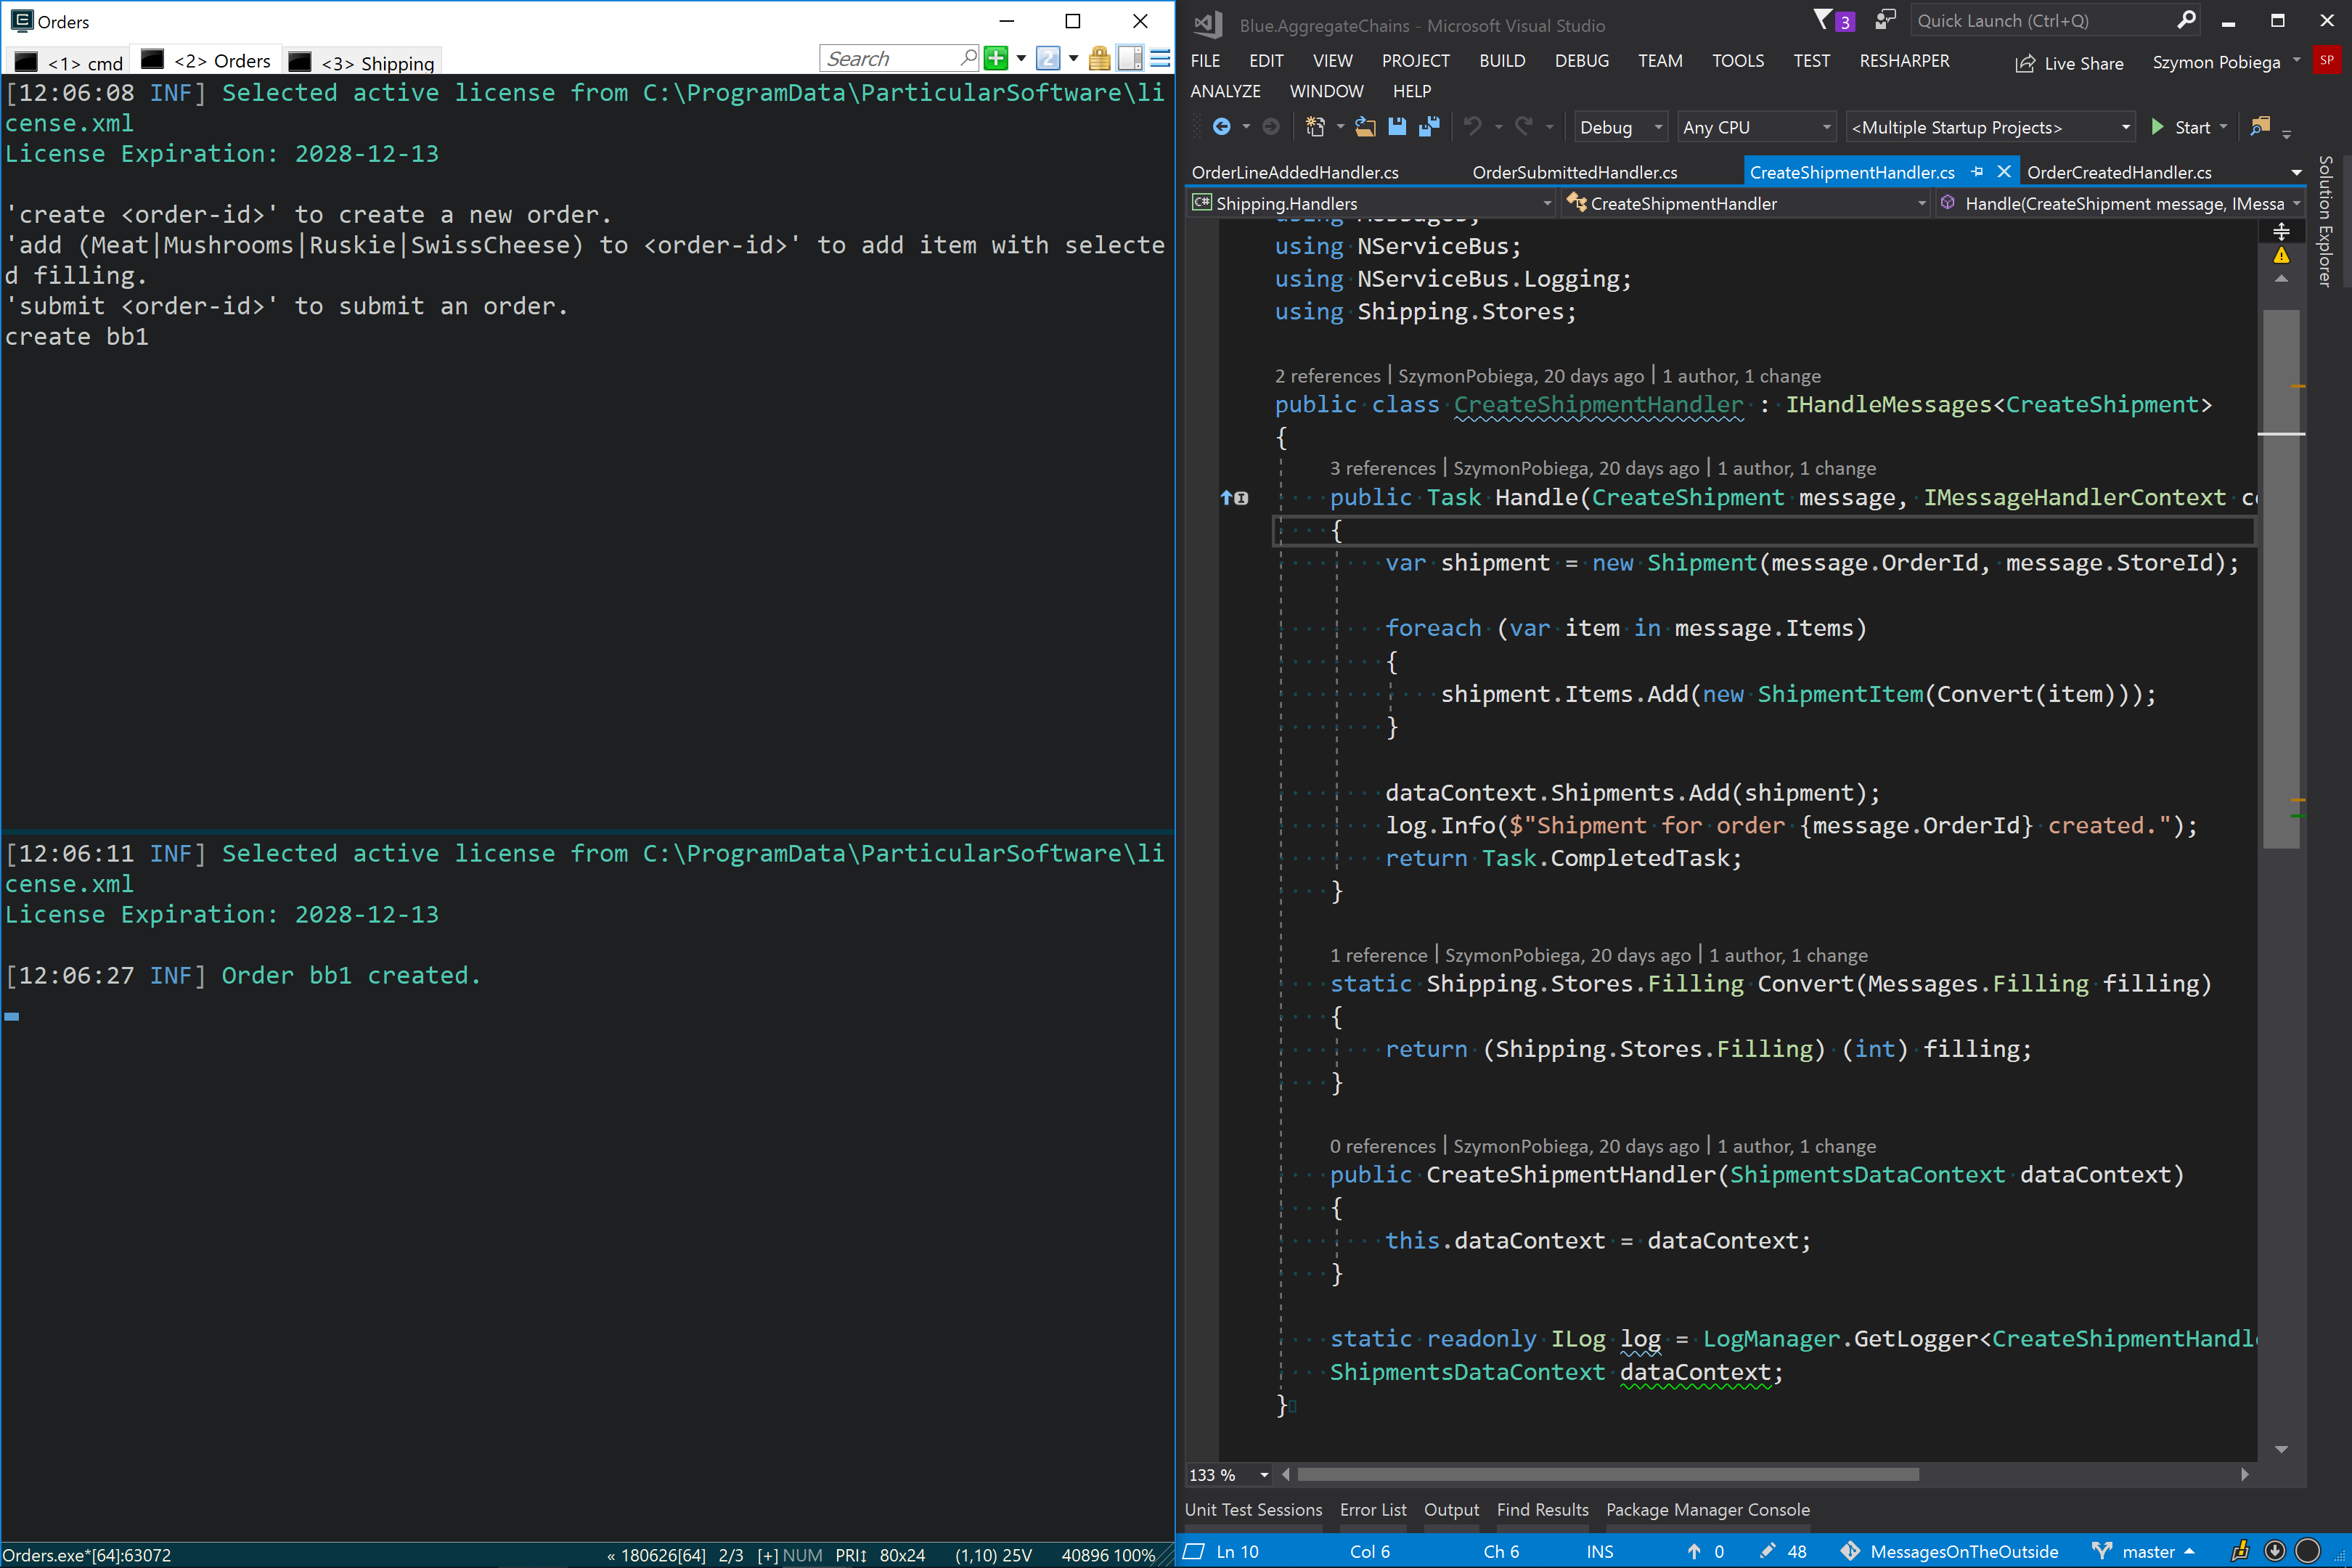 Orders
<1> cmd
<2> Orders
<3> Shipping
Search
[12:06:08 INF] Selected active license from C:\ProgramData\ParticularSoftware\li
cense.xml
License Expiration: 2028-12-13
'create <order-id>' to create a new order.
'add (Meat|Mushrooms|Ruskie|SwissCheese) to <order-id>' to add item with selecte
d filling.
'submit <order-id>' to submit an order.
create bb1
[12:06:11 INF] Selected active license from C:\ProgramData\ParticularSoftware\li
cense.xml
License Expiration: 2028-12-13
[12:06:27 INF] Order bb1 created.
Orders.exe*[64]:63072 « 180626[64] 2/3 [+] NUM PRI↕ 80x24 (1,10) 25V 40896 100%
Blue.AggregateChains - Microsoft Visual Studio
3
Quick Launch (Ctrl+Q)
FILE EDIT VIEW PROJECT BUILD DEBUG TEAM TOOLS TEST RESHARPER
Live Share
Szymon Pobiega
SP
ANALYZE WINDOW HELP
Debug
Any CPU
<Multiple Startup Projects>
Start
OrderLineAddedHandler.cs OrderSubmittedHandler.cs CreateShipmentHandler.cs OrderCreatedHandler.cs
Solution Explorer
C# Shipping.Handlers
CreateShipmentHandler
Handle(CreateShipment message, IMessa
using Messages;
using NServiceBus;
using NServiceBus.Logging;
using Shipping.Stores;
2 references | SzymonPobiega, 20 days ago | 1 author, 1 change
public class CreateShipmentHandler : IHandleMessages<CreateShipment>
{
3 references | SzymonPobiega, 20 days ago | 1 author, 1 change
public Task Handle(CreateShipment message, IMessageHandlerContext co
{
var shipment = new Shipment(message.OrderId, message.StoreId);
foreach (var item in message.Items)
{
shipment.Items.Add(new ShipmentItem(Convert(item)));
}
dataContext.Shipments.Add(shipment);
log.Info($"Shipment for order {message.OrderId} created.");
return Task.CompletedTask;
}
1 reference | SzymonPobiega, 20 days ago | 1 author, 1 change
static Shipping.Stores.Filling Convert(Messages.Filling filling)
{
return (Shipping.Stores.Filling) (int) filling;
}
0 references | SzymonPobiega, 20 days ago | 1 author, 1 change
public CreateShipmentHandler(ShipmentsDataContext dataContext)
{
this.dataContext = dataContext;
}
static readonly ILog log = LogManager.GetLogger<CreateShipmentHandle
ShipmentsDataContext dataContext;
}
133 %
Unit Test Sessions Error List Output Find Results Package Manager Console
Ln 10 Col 6 Ch 6 INS 0 48 MessagesOnTheOutside master